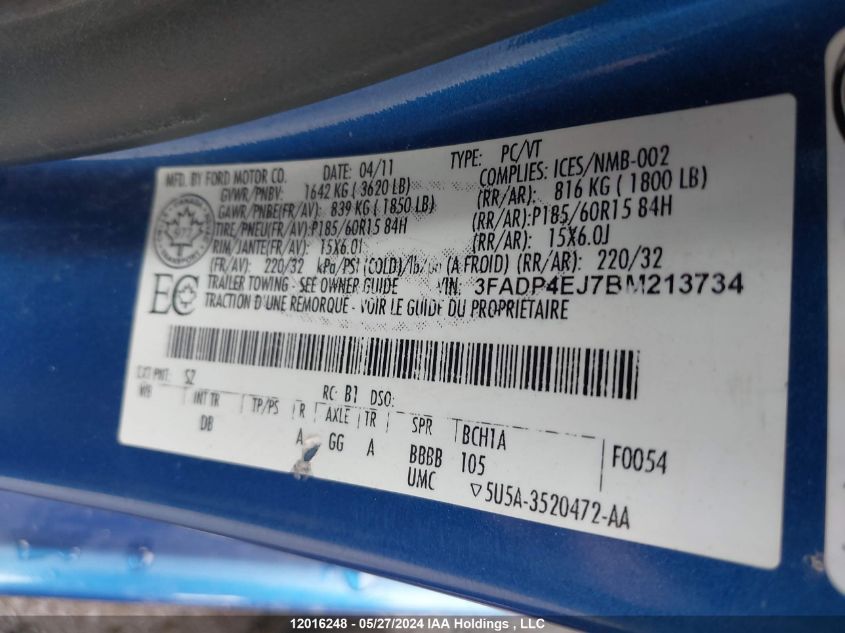 MFD. BY FORD MOTOR CO. DATE: 04/11 TYPE: PC/VT
GVWR/PNBV: 1642 KG ( 3620 LB) COMPLIES: ICES/NMB-002
GAWR/PNBE(FR/AV): 839 KG ( 1850 LB) (RR/AR): 816 KG ( 1800 LB)
TIRE/PNEU(FR/AV):P185/60R15 84H (RR/AR):P185/60R15 84H
RIM/JANTE(FR/AV): 15X6.0J (RR/AR): 15X6.0J
(FR/AV): 220/32 kPa/PSI (COLD) (A FROID) (RR/AR): 220/32
TRAILER TOWING - SEE OWNER GUIDE VIN: 3FADP4EJ7BM213734
TRACTION D'UNE REMORQUE - VOIR LE GUIDE DU PROPRIETAIRE
EC
EXT PNT: SZ RC: B1 DSO:
WB INT TR TP/PS R AXLE TR SPR BCH1A
DB A GG A BBBB 105 F0054
UMC ▽5U5A-3520472-AA
12016248 - 05/27/2024 IAA Holdings , LLC